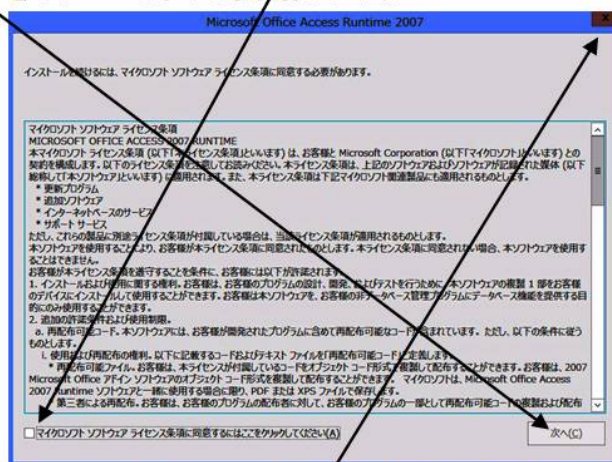 Microsoft Office Access Runtime 2007
インストールを続けるには、マイクロソフト ソフトウェア ライセンス条項に同意する必要があります。
マイクロソフト ソフトウェア ライセンス条項
MICROSOFT OFFICE ACCESS 2007 RUNTIME
本マイクロソフト ライセンス条項 (以下「本ライセンス条項」といいます) は、お客様と Microsoft Corporation (以下「マイクロソフト」といいます) との
契約を構成します。以下のライセンス条項を注意してお読みください。本ライセンス条項は、上記のソフトウェアおよびソフトウェアが記録された媒体 (以下
総称して「本ソフトウェア」といいます) に適用されます。また、本ライセンス条項は下記マイクロソフト関連製品にも適用されるものとします。
* 更新プログラム
* 追加ソフトウェア
* インターネットベースのサービス
* サポート サービス
ただし、これらの製品に別途ライセンス条項が付属している場合は、当該ライセンス条項が適用されるものとします。
本ソフトウェアを使用することにより、お客様が本ライセンス条項に同意されたものとします。本ライセンス条項に同意されない場合、本ソフトウェアを使用す
ることはできません。
お客様が本ライセンス条項を遵守することを条件に、お客様には以下が許諾されます。
1. インストールおよび使用に関する権利。お客様は、お客様のプログラムの設計、開発、およびテストを行うために、本ソフトウェアの複製 1 部をお客様
のデバイスにインストールして使用することができます。お客様は本ソフトウェアを、お客様の非データベース管理プログラムにデータベース機能を提供する目
的にのみ使用することができます。
2. 追加の許諾条件および使用制限。
a. 再配布可能コード。本ソフトウェアには、お客様が開発されたプログラムに含めて再配布可能なコードが含まれています。ただし、以下の条件に従う
ものとします。
i. 使用および再配布の権利。以下に記載するコードおよびテキスト ファイルを「再配布可能コード」と定義します。
* 再配布可能ファイル。お客様は、本ライセンスが付属しているコードをオブジェクト コード形式で複製して配布することができます。お客様は、2007
Microsoft Office アドイン ソフトウェアのオブジェクト コード形式を複製して配布することができます。 マイクロソフトは、Microsoft Office Access
2007 Runtime ソフトウェアと一緒に使用する場合に限り、PDF または XPS ファイルで保存します。
* 第三者による再配布。お客様は、お客様のプログラムの配布者に対して、お客様のプログラムの一部として再配布可能コードの複製および配布
マイクロソフト ソフトウェア ライセンス条項に同意するにはここをクリックしてください(A)
次へ(C)